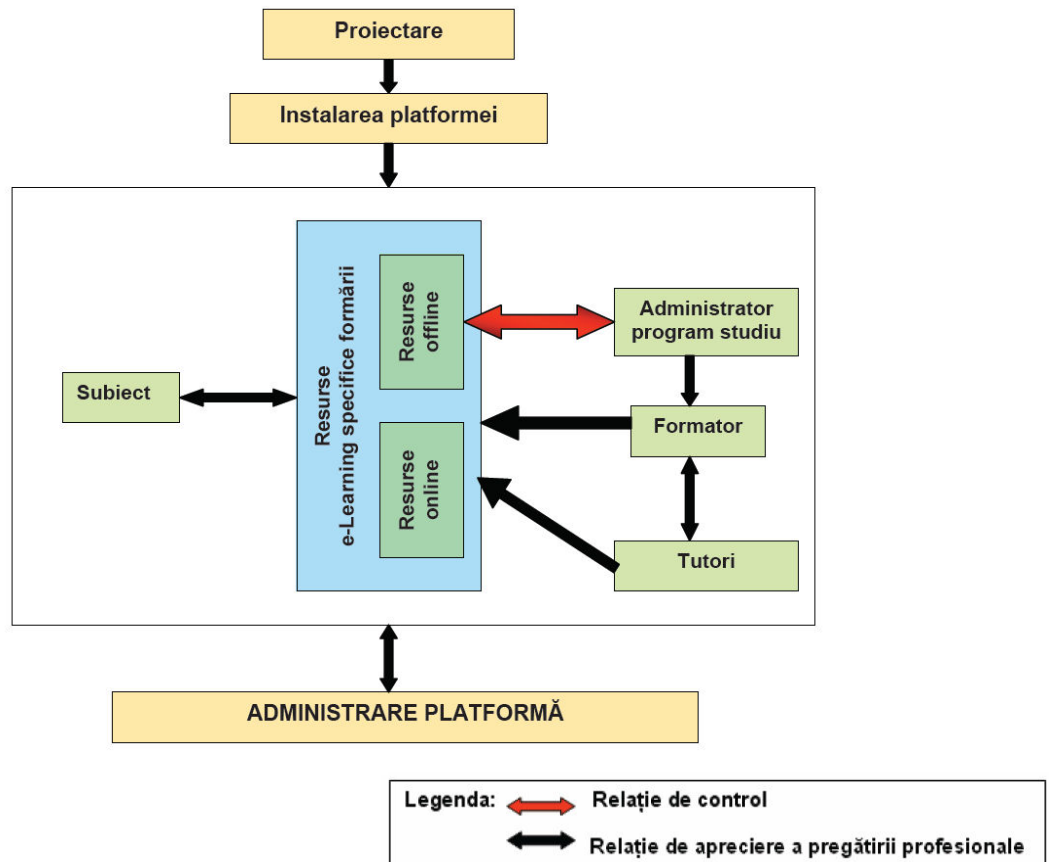 Proiectare
Instalarea platformei
Resurse
e-Learning specifice formării
Resurse
offline
Resurse
online
Subiect
Administrator
program studiu
Formator
Tutori
ADMINISTRARE PLATFORMĂ
Legenda: Relație de control
Relație de apreciere a pregătirii profesionale